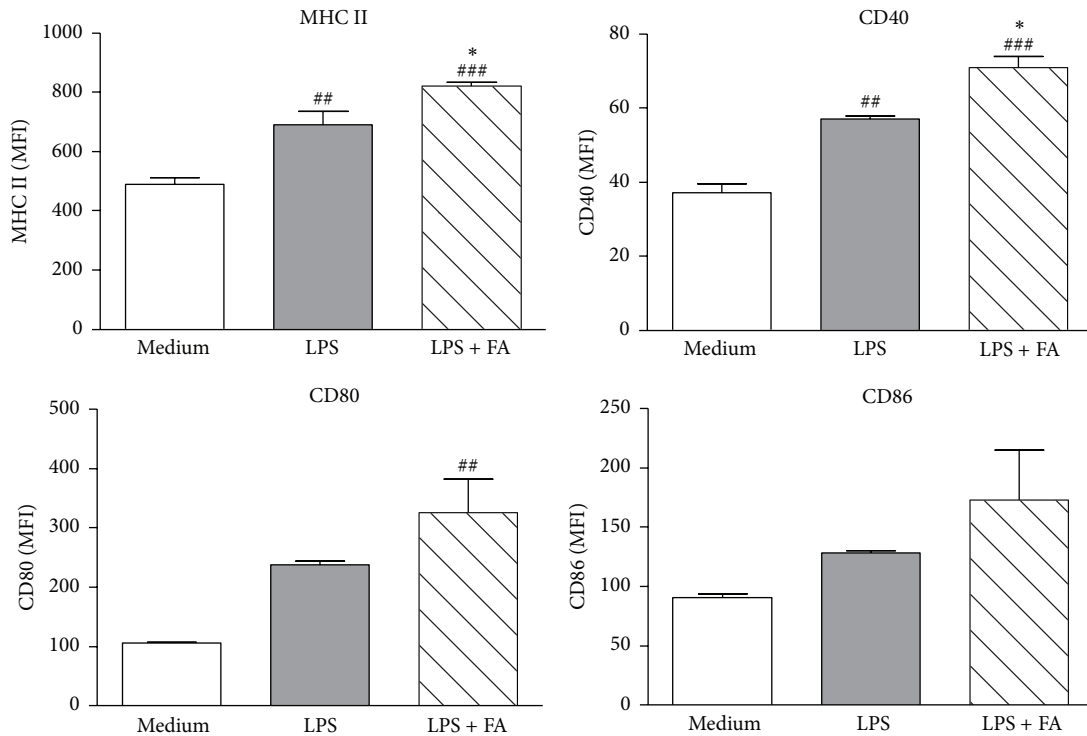 MHC II
1000
800
600
400
200
0
MHC II (MFI)
##
*
###
Medium LPS LPS + FA
CD40
80
60
40
20
0
CD40 (MFI)
##
*
###
Medium LPS LPS + FA
CD80
500
400
300
200
100
0
CD80 (MFI)
##
Medium LPS LPS + FA
CD86
250
200
150
100
50
0
CD86 (MFI)
Medium LPS LPS + FA